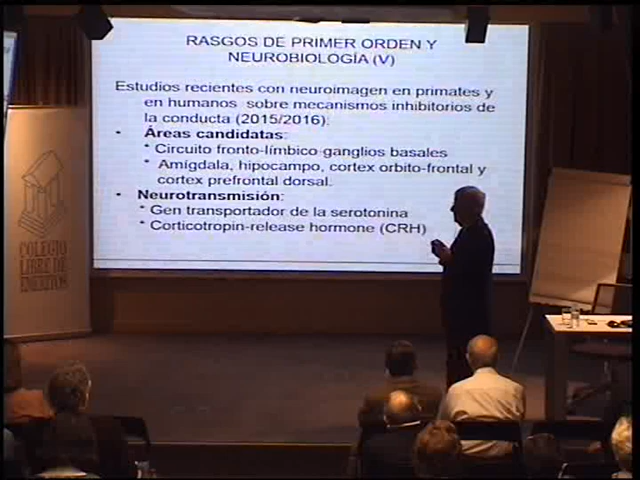 RASGOS DE PRIMER ORDEN Y
NEUROBIOLOGÍA (V)
Estudios recientes con neuroimagen en primates y
en humanos sobre mecanismos inhibitorios de
la conducta (2015/2016):
• Áreas candidatas:
• Circuito fronto-límbico-ganglios basales
• Amígdala, hipocampo, cortex orbito-frontal y
cortex prefrontal dorsal.
• Neurotransmisión:
• Gen transportador de la serotonina
• Corticotropin-release hormone (CRH)
COLEGIO
LIBRE DE
EMÉRITOS